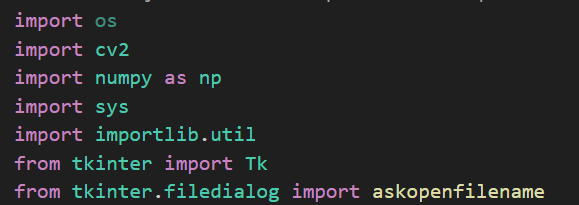 import os
import cv2
import numpy as np
import sys
import importlib.util
from tkinter import Tk
from tkinter.filedialog import askopenfilename